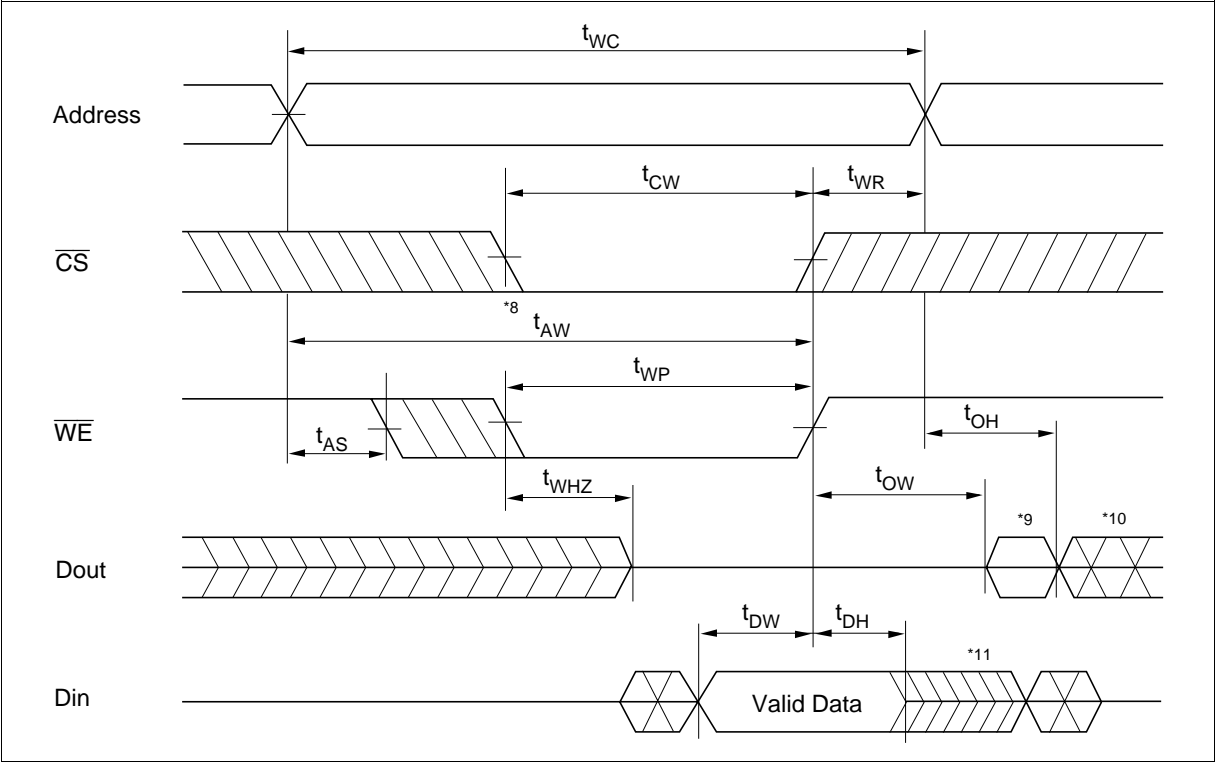 tWC
Address
tCW
tWR
CS
*8
tAW
tWP
WE
tAS
tOH
tWHZ
tOW
*9
*10
Dout
tDW
tDH
*11
Din
Valid Data